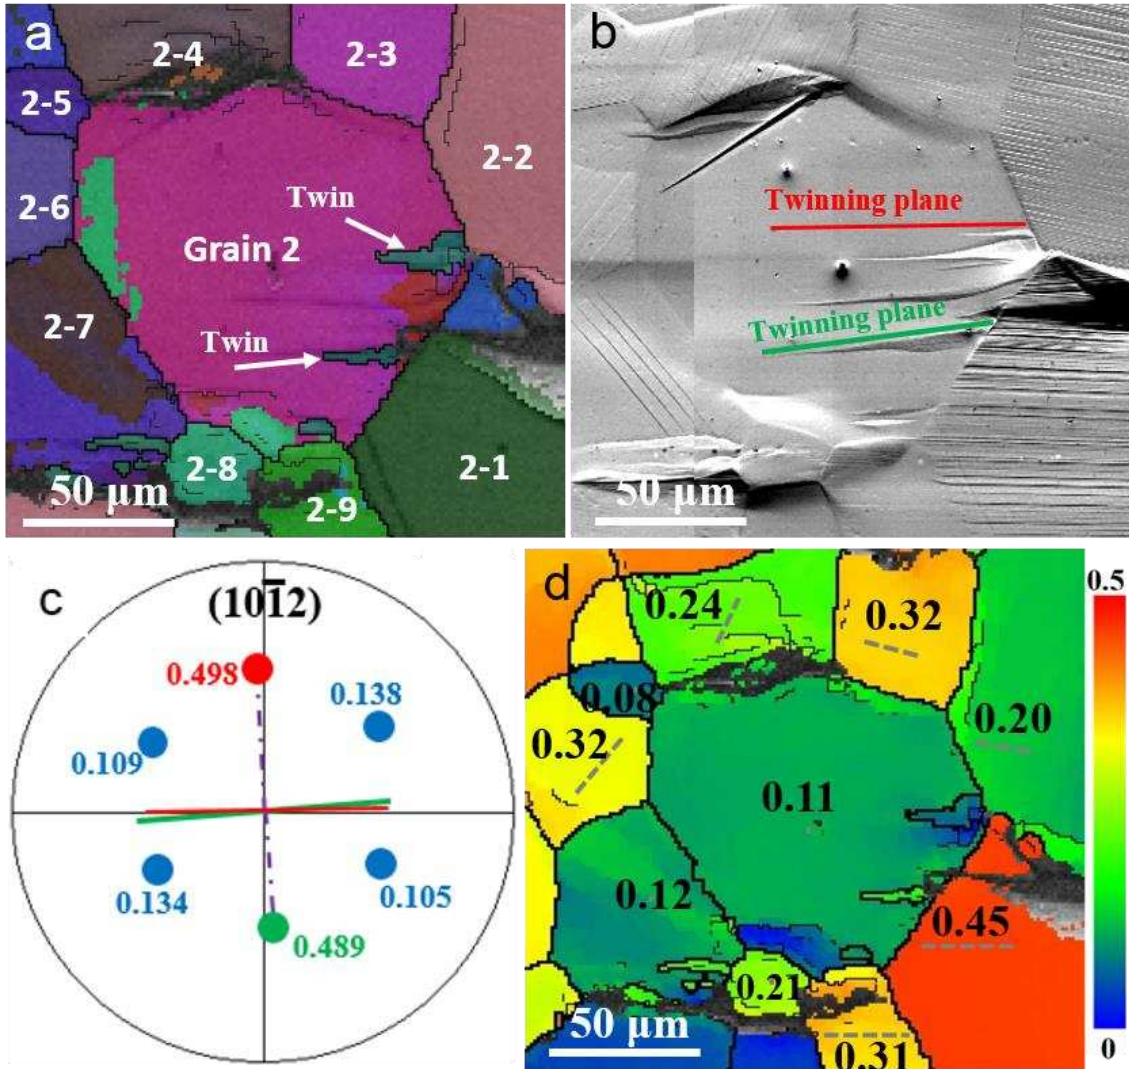 a
2-4
2-3
2-5
2-2
2-6
Twin
Grain 2
2-7
Twin
2-8
2-1
2-9
50 µm
b
Twinning plane
Twinning plane
50 µm
c
(101̅2)
0.498
0.138
0.109
0.134
0.105
0.489
d
0.24
0.32
0.08
0.20
0.32
0.11
0.12
0.45
0.21
0.31
50 µm
0.5
0